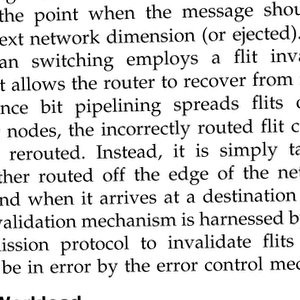 the point when the message shou
ext network dimension (or ejected).
an switching employs a flit inva
t allows the router to recover from
nce bit pipelining spreads flits
nodes, the incorrectly routed flit c
rerouted. Instead, it is simply ta
ther routed off the edge of the ne
nd when it arrives at a destination
validation mechanism is harnessed b
ission protocol to invalidate flits
be in error by the error control mec
Workload